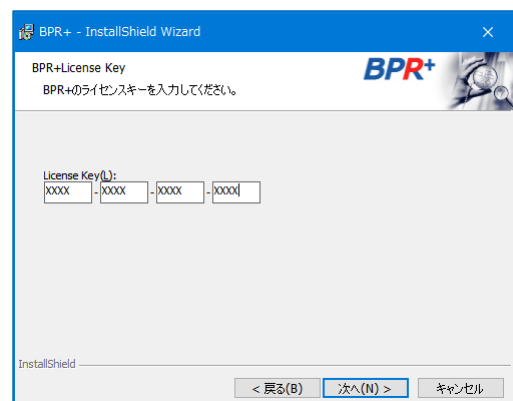 BPR+ - InstallShield Wizard
BPR+License Key
BPR+
BPR+のライセンスキーを入力してください。
License Key(L):
XXXX - XXXX - XXXX - XXXX
InstallShield
< 戻る(B) 次へ(N) > キャンセル